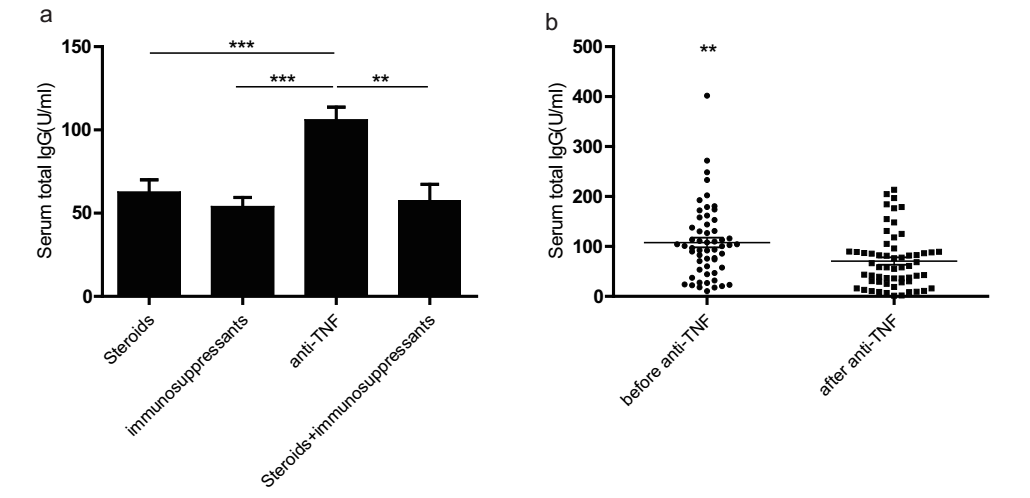 a
***
***
**
Serum total IgG(U/ml)
150
100
50
0
Steroids
immunosuppressants
anti-TNF
Steroids+immunosuppressants
b
**
Serum total IgG(U/ml)
500
400
300
200
100
0
before anti-TNF
after anti-TNF